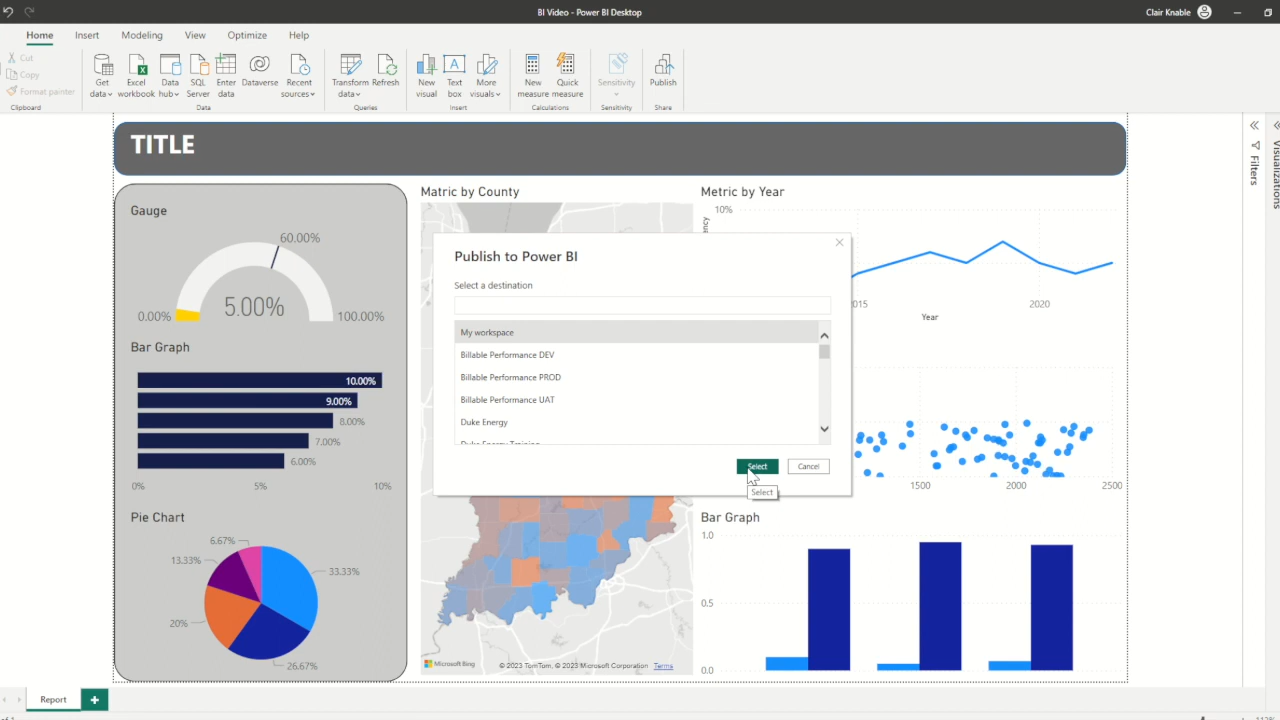 BI Video - Power BI Desktop
Clair Knable
Home Insert Modeling View Optimize Help
Cut
Copy
Format painter
Clipboard
Get data
Excel workbook
Data hub
SQL Server
Enter data
Dataverse
Recent sources
Data
Transform data
Refresh
Queries
New visual
Text box
More visuals
Insert
New measure
Quick measure
Calculations
Sensitivity
Sensitivity
Publish
Share
TITLE
Filters
Visualizations
Gauge
60.00%
5.00%
0.00%
100.00%
Bar Graph
10.00%
9.00%
8.00%
7.00%
6.00%
0% 5% 10%
Pie Chart
6.67%
13.33%
33.33%
20%
26.67%
Matric by County
Microsoft Bing
© 2023 TomTom, © 2023 Microsoft Corporation Terms
Publish to Power BI
Select a destination
My workspace
Billable Performance DEV
Billable Performance PROD
Billable Performance UAT
Duke Energy
Duke Energy Training
Select
Cancel
Select
Metric by Year
10%
2020
Year
1500 2000 2500
Bar Graph
1.0
0.5
0.0
Report